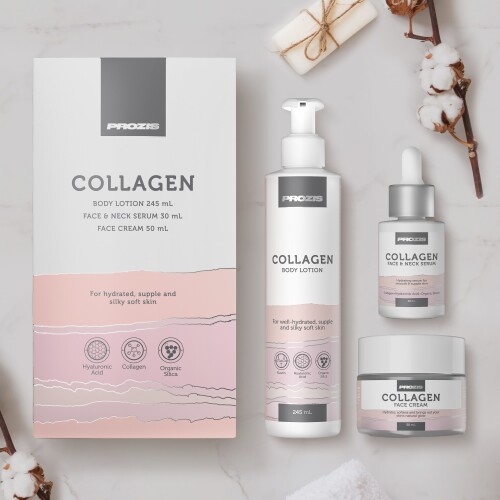 PROZIS
COLLAGEN
BODY LOTION 245 mL
FACE & NECK SERUM 30 mL
FACE CREAM 50 mL
For hydrated, supple and
silky soft skin
Hyaluronic
Acid
Collagen
Organic
Silica
PROZIS
COLLAGEN
BODY LOTION
For well-hydrated, supple
and silky soft skin
245 mL
PROZIS
COLLAGEN
FACE & NECK SERUM
PROZIS
COLLAGEN
FACE CREAM